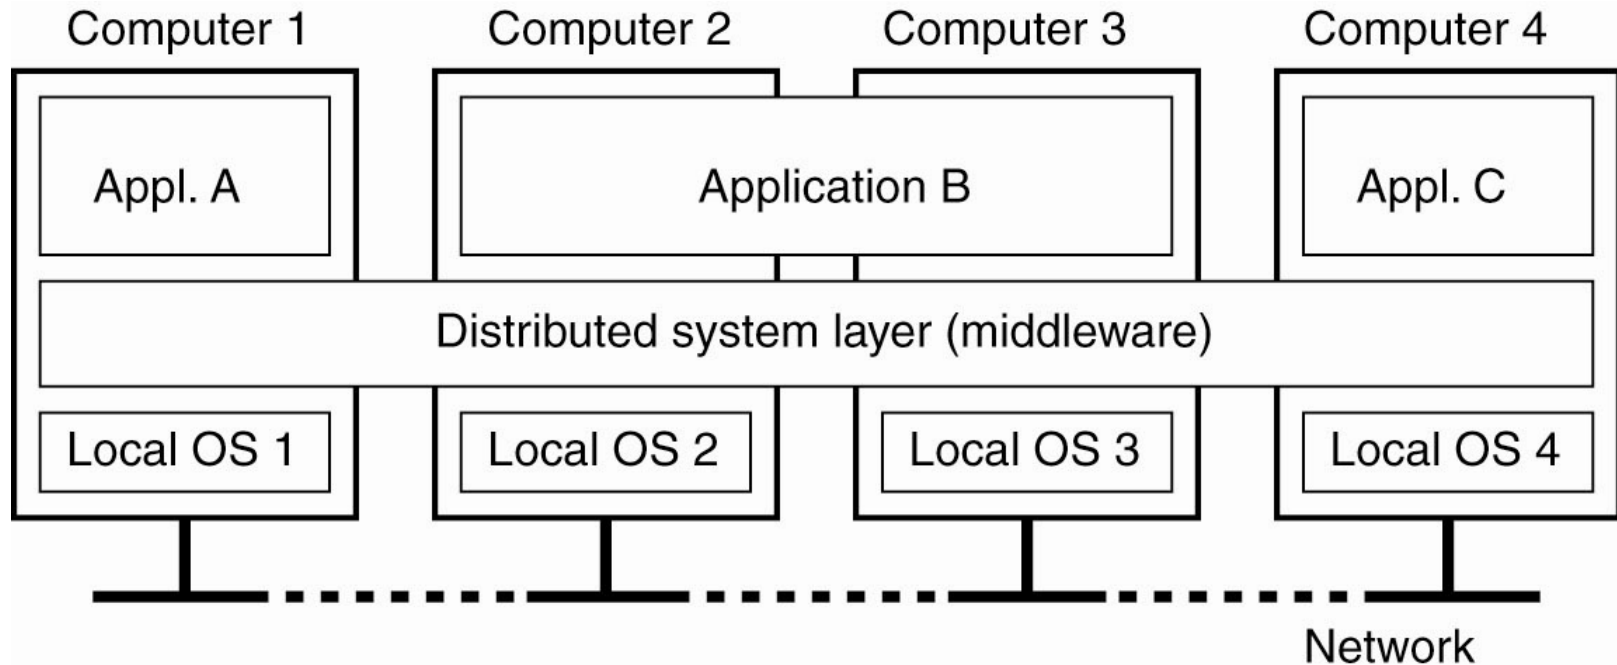 Computer 1
Computer 2
Computer 3
Computer 4
Appl. A
Application B
Appl. C
Distributed system layer (middleware)
Local OS 1
Local OS 2
Local OS 3
Local OS 4
Network